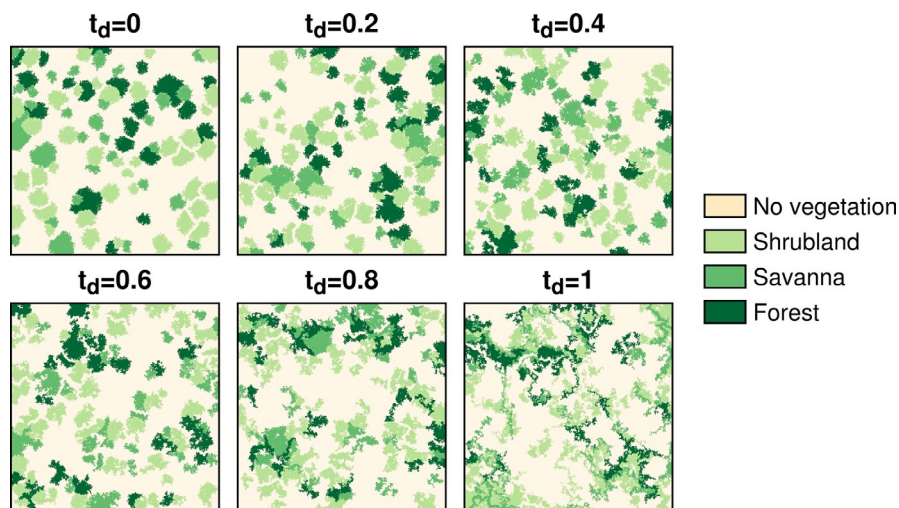 t_d=0
t_d=0.2
t_d=0.4
t_d=0.6
t_d=0.8
t_d=1
No vegetation
Shrubland
Savanna
Forest